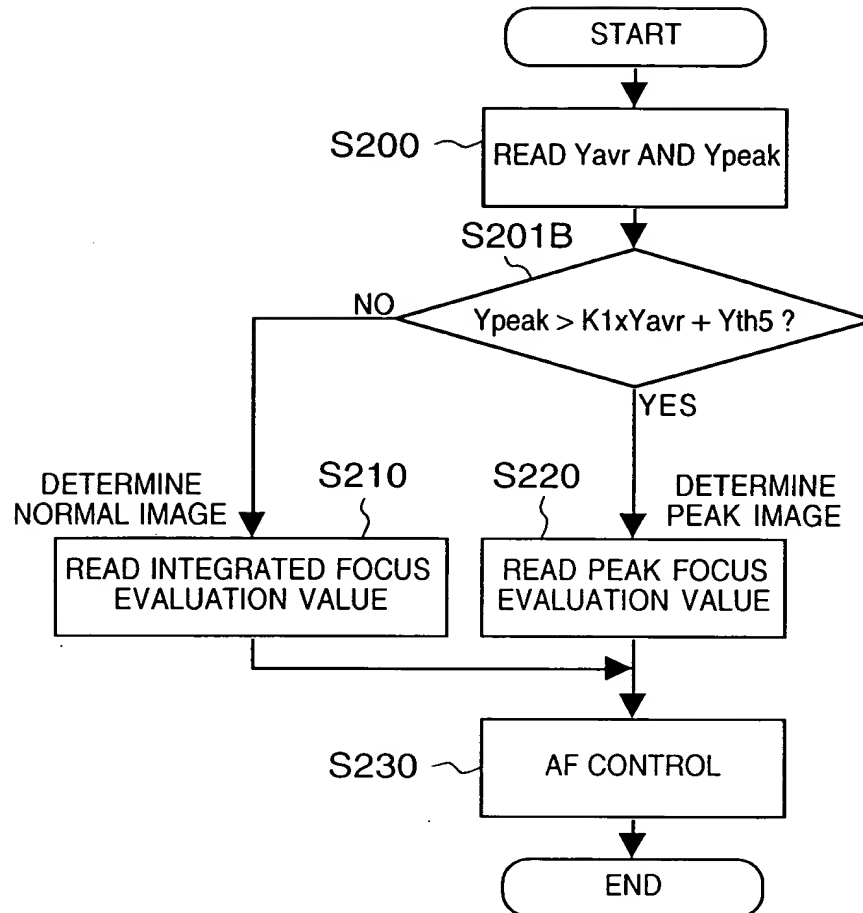 START
S200
READ Yavr AND Ypeak
S201B
NO
Ypeak > K1xYavr + Yth5 ?
YES
DETERMINE
NORMAL IMAGE
S210
S220
DETERMINE
PEAK IMAGE
READ INTEGRATED FOCUS
EVALUATION VALUE
READ PEAK FOCUS
EVALUATION VALUE
S230
AF CONTROL
END